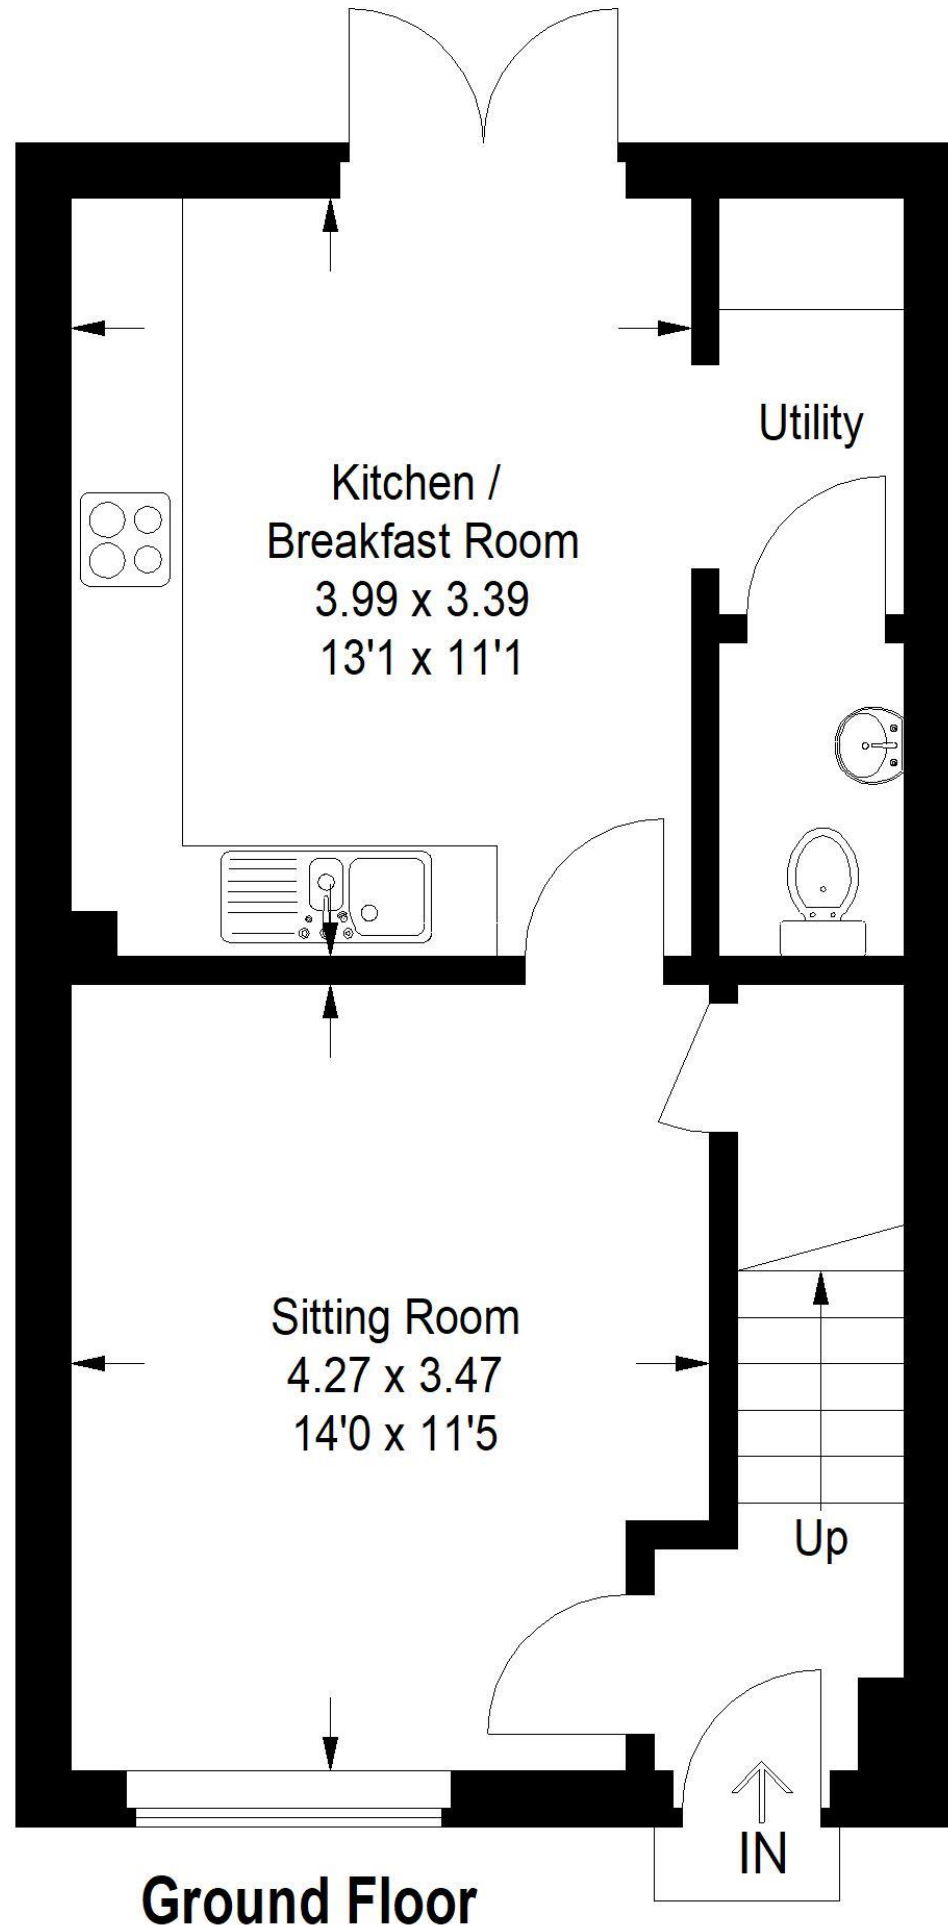 Utility
Kitchen /
Breakfast Room
3.99 x 3.39
13'1 x 11'1
Sitting Room
4.27 x 3.47
14'0 x 11'5
Up
IN
Ground Floor